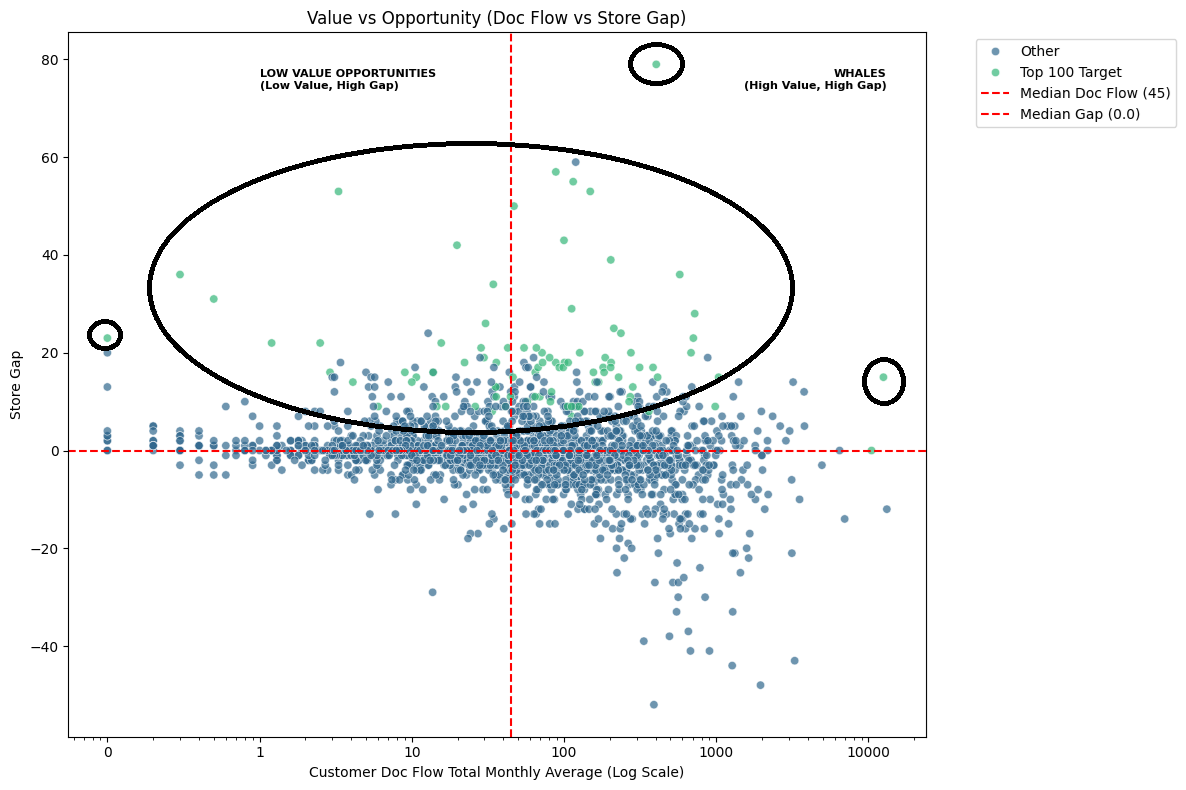 Value vs Opportunity (Doc Flow vs Store Gap)
LOW VALUE OPPORTUNITIES
(Low Value, High Gap)
WHALES
(High Value, High Gap)
Other
Top 100 Target
Median Doc Flow (45)
Median Gap (0.0)
Store Gap
80
60
40
20
0
−20
−40
0
1
10
100
1000
10000
Customer Doc Flow Total Monthly Average (Log Scale)